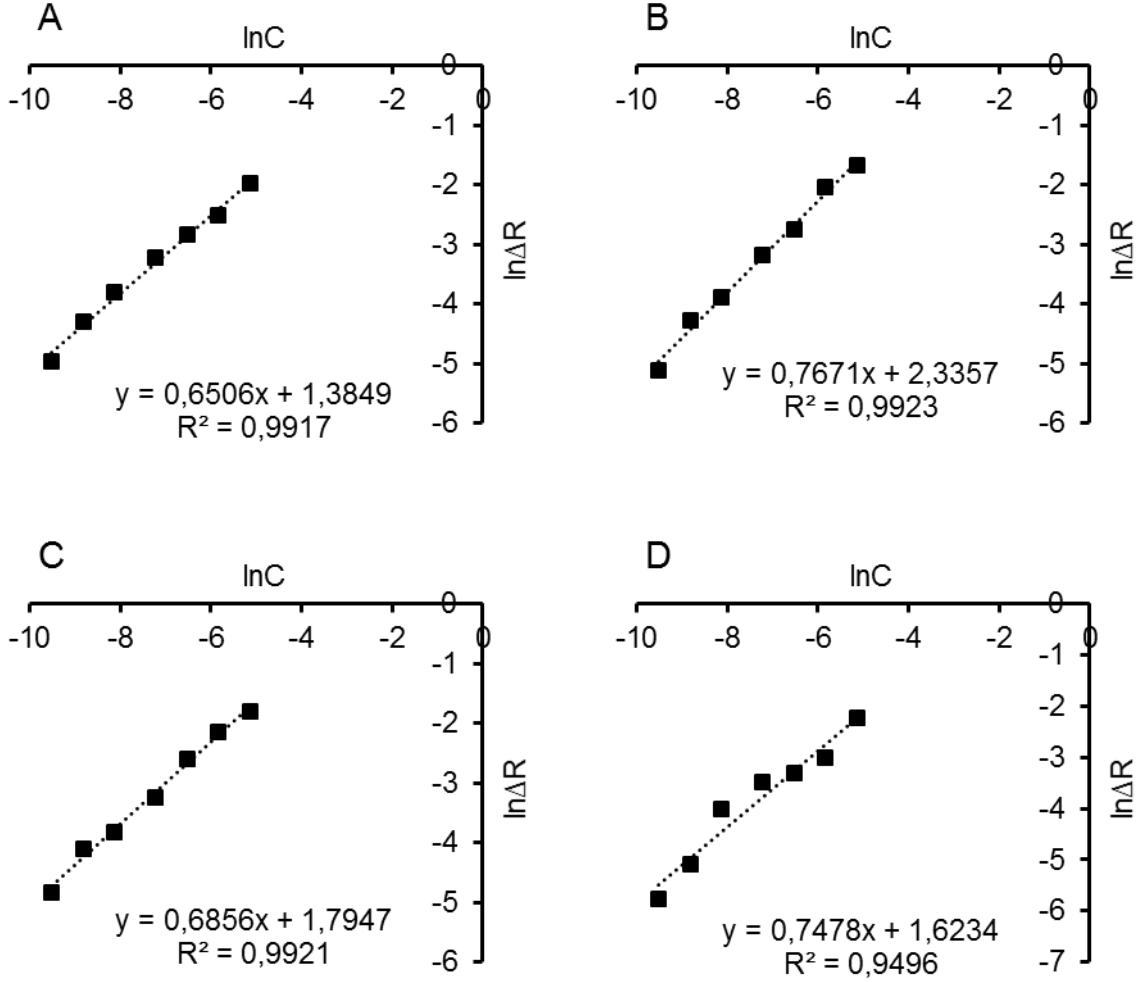 A
lnC
-10 -8 -6 -4 -2 0
0
-1
-2
-3
-4
-5
-6
lnΔR
y = 0,6506x + 1,3849
R² = 0,9917
B
lnC
-10 -8 -6 -4 -2 0
0
-1
-2
-3
-4
-5
-6
lnΔR
y = 0,7671x + 2,3357
R² = 0,9923
C
lnC
-10 -8 -6 -4 -2 0
0
-1
-2
-3
-4
-5
-6
lnΔR
y = 0,6856x + 1,7947
R² = 0,9921
D
lnC
-10 -8 -6 -4 -2 0
0
-1
-2
-3
-4
-5
-6
-7
lnΔR
y = 0,7478x + 1,6234
R² = 0,9496